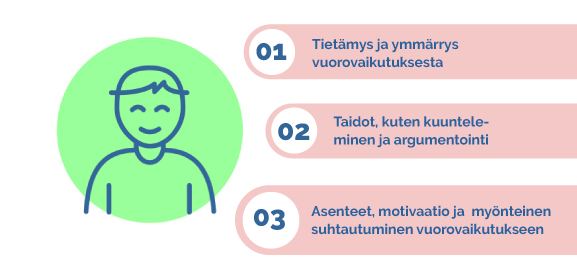 01
Tietämys ja ymmärrys
vuorovaikutuksesta
02
Taidot, kuten kuuntele-
minen ja argumentointi
03
Asenteet, motivaatio ja myönteinen
suhtautuminen vuorovaikutukseen